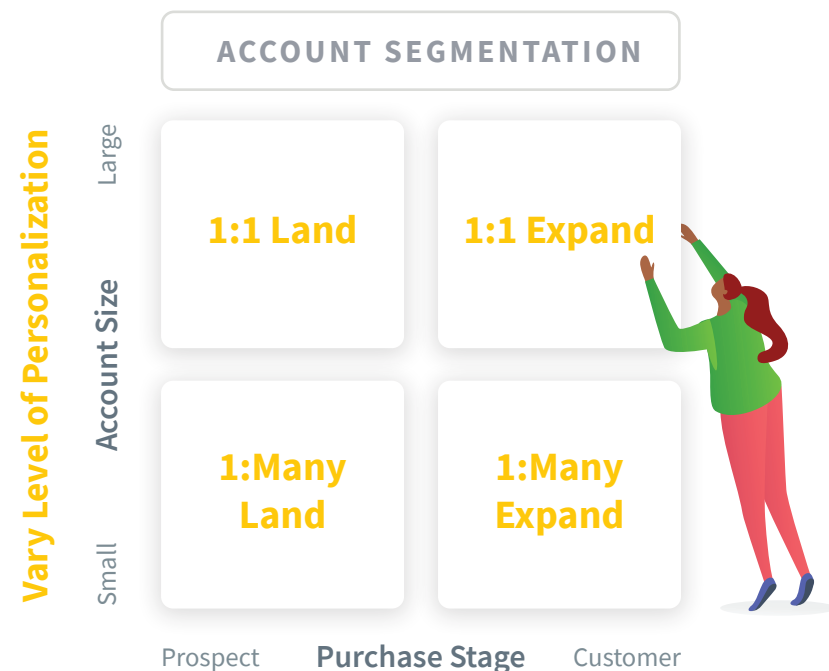 ACCOUNT SEGMENTATION
Vary Level of Personalization
Large
Account Size
Small
1:1 Land
1:1 Expand
1:Many
Land
1:Many
Expand
Prospect
Purchase Stage
Customer